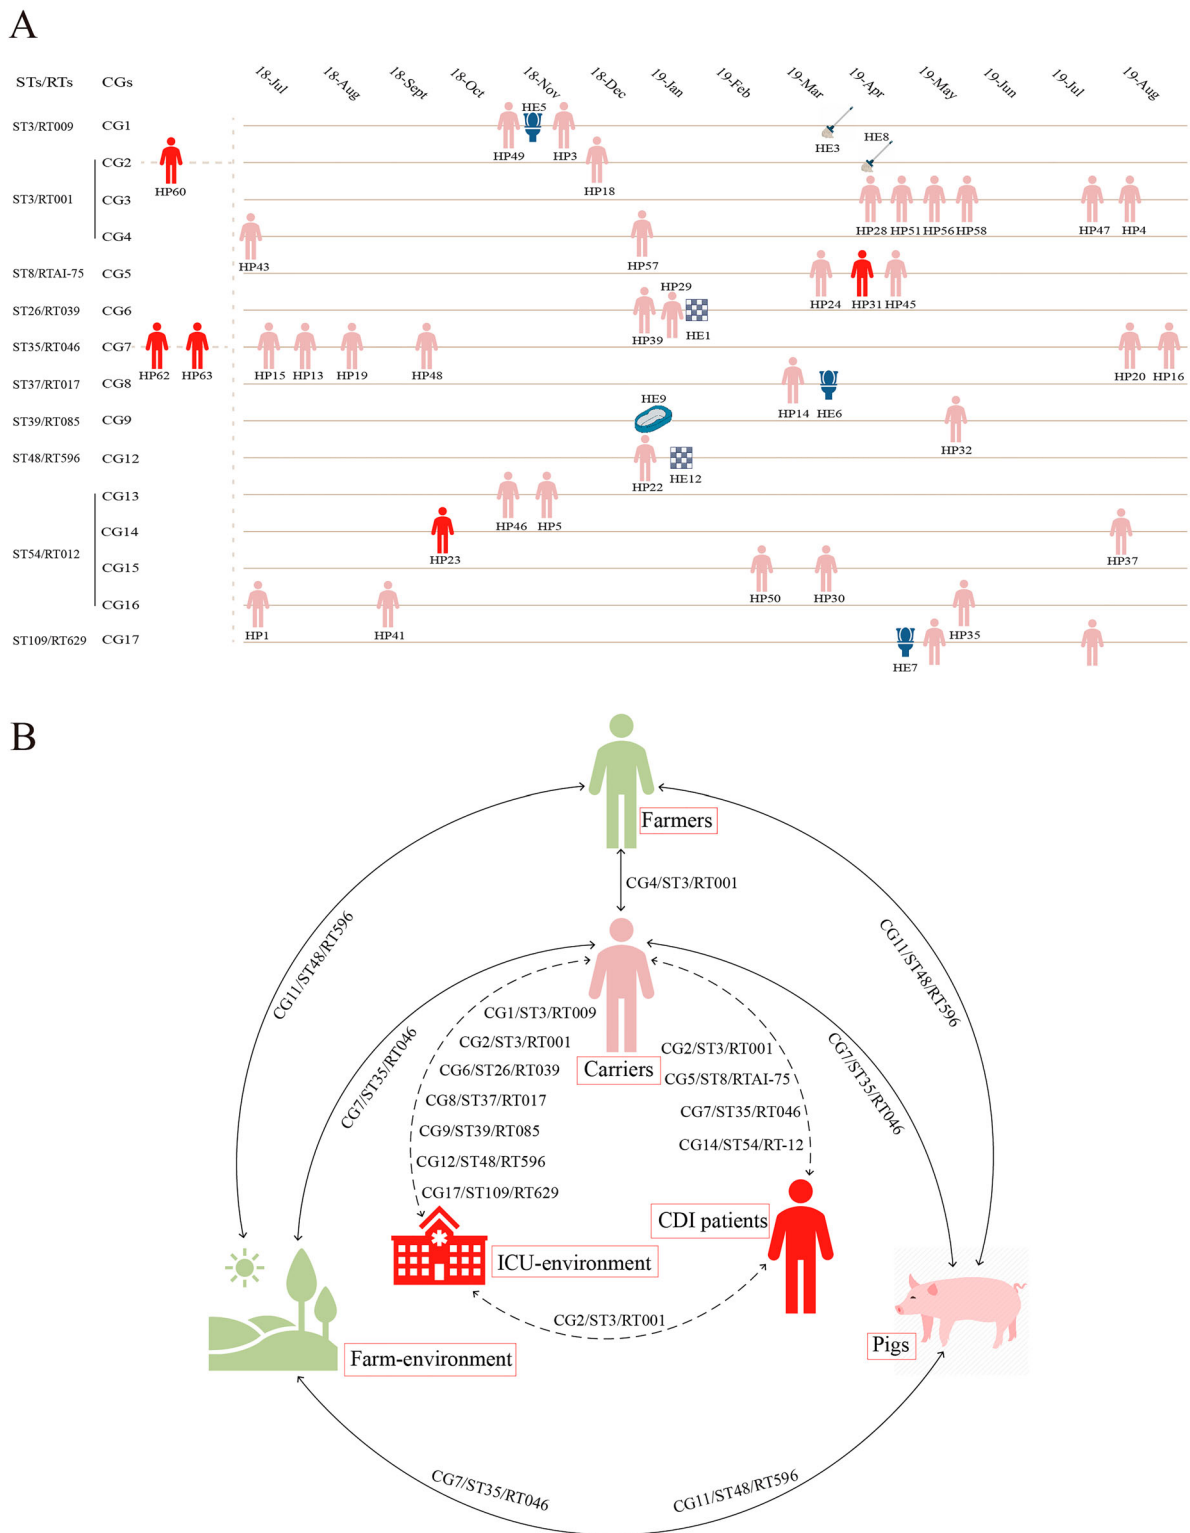 A
STs/RTs CGs 18-Jul 18-Aug 18-Sept 18-Oct 18-Nov 18-Dec 19-Jan 19-Feb 19-Mar 19-Apr 19-May 19-Jun 19-Jul 19-Aug
HE5
ST3/RT009 CG1
HP49 HP3 HE3 HE8
CG2
HP60 HP18
ST3/RT001 CG3
HP28 HP51 HP56 HP58 HP47 HP4
CG4
HP43 HP57
ST8/RTAI-75 CG5
HP29 HP24 HP31 HP45
ST26/RT039 CG6
HP39 HE1
ST35/RT046 CG7
HP62 HP63 HP15 HP13 HP19 HP48 HP20 HP16
ST37/RT017 CG8
HE9 HP14 HE6
ST39/RT085 CG9
HP32
ST48/RT596 CG12
HP22 HE12
CG13
HP46 HP5
CG14
ST54/RT012
HP23 HP37
CG15
HP50 HP30
CG16
HP1 HP41 HP35
ST109/RT629 CG17
HE7
B
Farmers
CG4/ST3/RT001
CG11/ST48/RT596
CG11/ST48/RT596
CG7/ST35/RT046
CG7/ST35/RT046
CG1/ST3/RT009
CG2/ST3/RT001
CG6/ST26/RT039
CG8/ST37/RT017
CG9/ST39/RT085
CG12/ST48/RT596
CG17/ST109/RT629
Carriers
CG2/ST3/RT001
CG5/ST8/RTAI-75
CG7/ST35/RT046
CG14/ST54/RT-12
CDI patients
ICU-environment
CG2/ST3/RT001
Farm-environment
Pigs
CG7/ST35/RT046
CG11/ST48/RT596